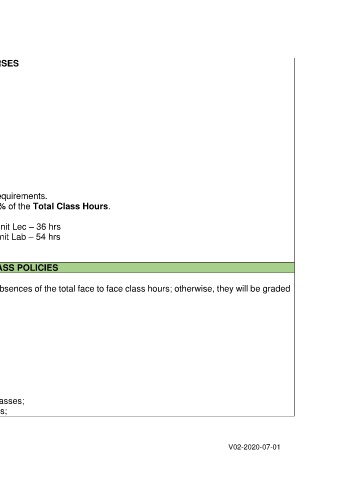 RSES
equirements.
% of the Total Class Hours.
nit Lec – 36 hrs
nit Lab – 54 hrs
ASS POLICIES
bsences of the total face to face class hours; otherwise, they will be graded
asses;
s;
V02-2020-07-01